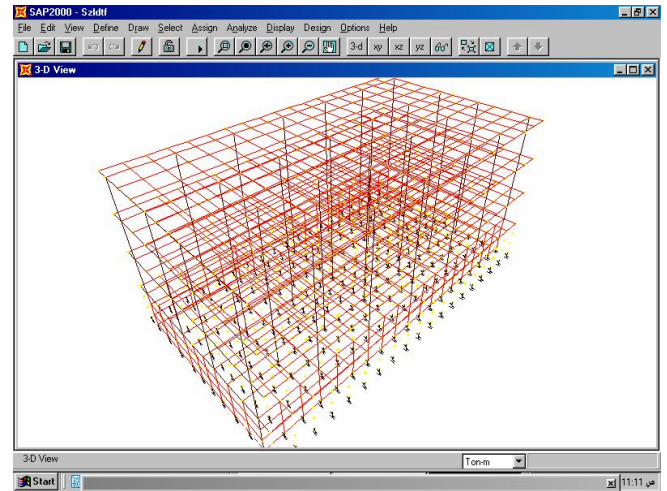 SAP2000 - Szldtf
File Edit View Define Draw Select Assign Analyze Display Design Options Help
3-d xy xz yz
3-D View
3-D View
Ton-m
Start
11:11 ص